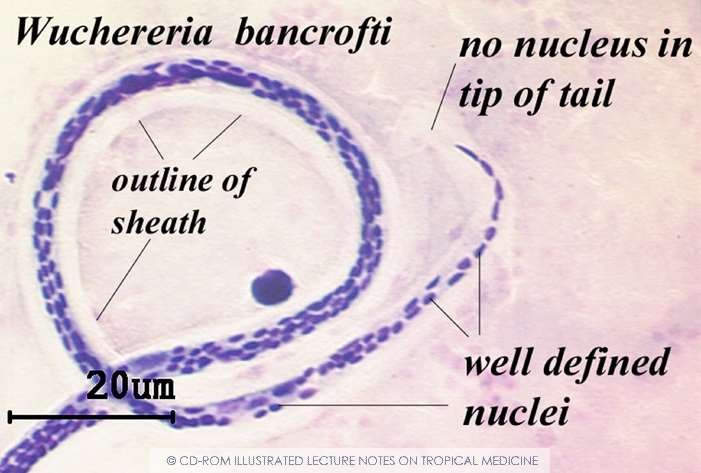 Wuchereria bancrofti
no nucleus in
tip of tail
outline of
sheath
well defined
nuclei
20um
© CD-ROM ILLUSTRATED LECTURE NOTES ON TROPICAL MEDICINE